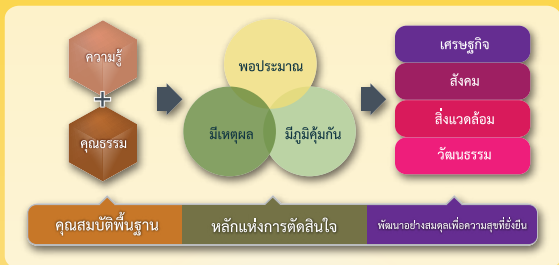 ความรู้
+
คุณธรรม
พอประมาณ
มีเหตุผล
มีภูมิคุ้มกัน
เศรษฐกิจ
สังคม
สิ่งแวดล้อม
วัฒนธรรม
คุณสมบัติพื้นฐาน
หลักแห่งการตัดสินใจ
พัฒนาอย่างสมดุลเพื่อความสุขที่ยั่งยืน